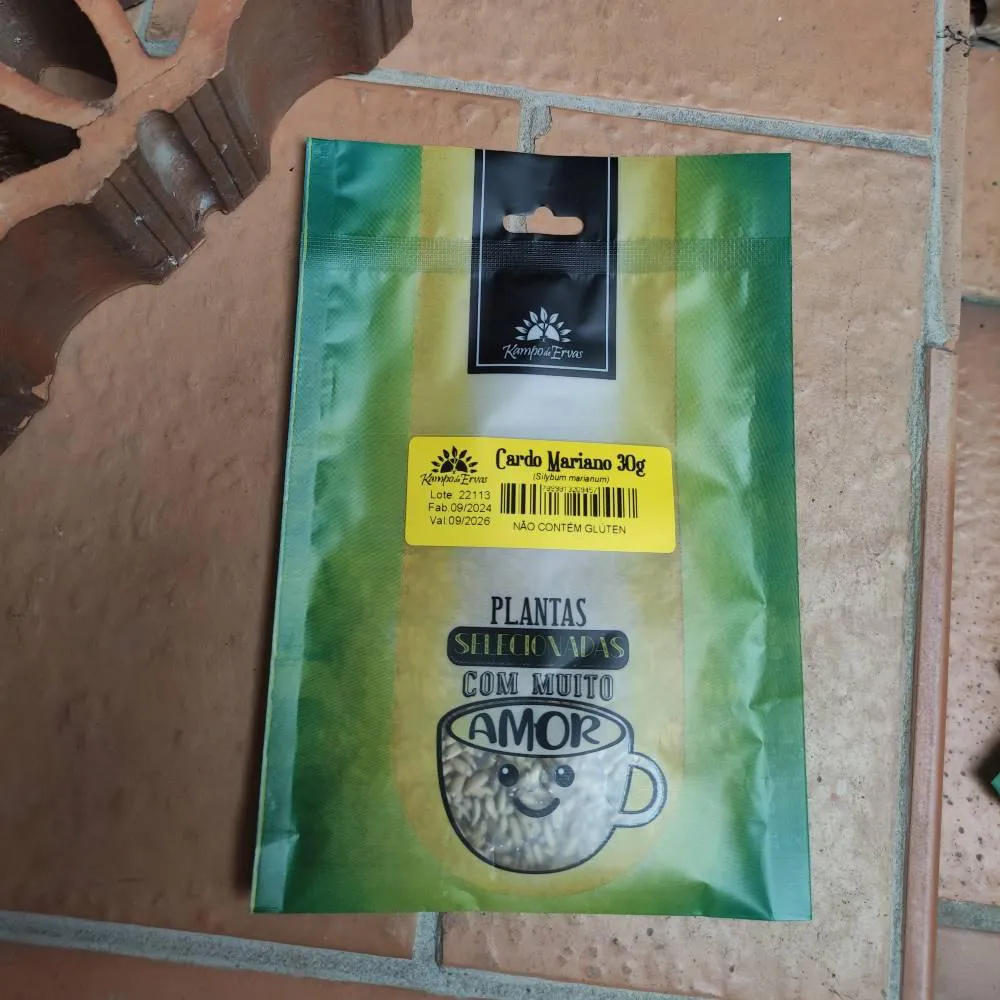 Kampo de Ervas
Kampo de Ervas
Cardo Mariano 30g
(Silybum marianum)
Lote: 22113
Fab.09/2024
Val:09/2026
NÃO CONTÉM GLÚTEN
PLANTAS
SELECIONADAS
COM MUITO
AMOR